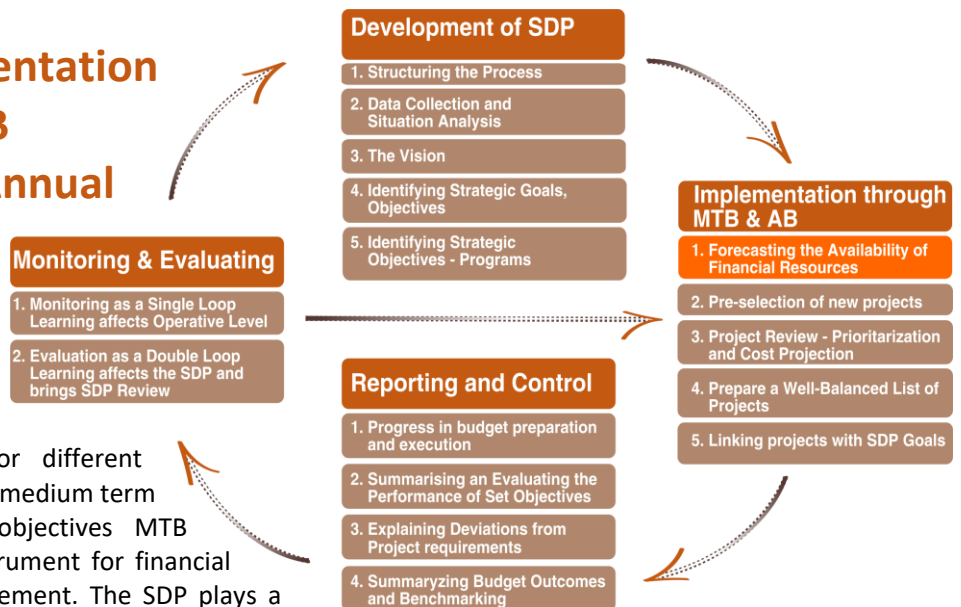 entation
B
Annual
Development of SDP
1. Structuring the Process
2. Data Collection and
Situation Analysis
3. The Vision
4. Identifying Strategic Goals,
Objectives
5. Identifying Strategic
Objectives - Programs
Implementation through
MTB & AB
1. Forecasting the Availability of
Financial Resources
2. Pre-selection of new projects
3. Project Review - Prioritarization
and Cost Projection
4. Prepare a Well-Balanced List of
Projects
5. Linking projects with SDP Goals
Monitoring & Evaluating
1. Monitoring as a Single Loop
Learning affects Operative Level
2. Evaluation as a Double Loop
Learning affects the SDP and
brings SDP Review
Reporting and Control
1. Progress in budget preparation
and execution
2. Summarising an Evaluating the
Performance of Set Objectives
3. Explaining Deviations from
Project requirements
4. Summaryzing Budget Outcomes
and Benchmarking
or different
medium term
objectives MTB
rument for financial
ement. The SDP plays a